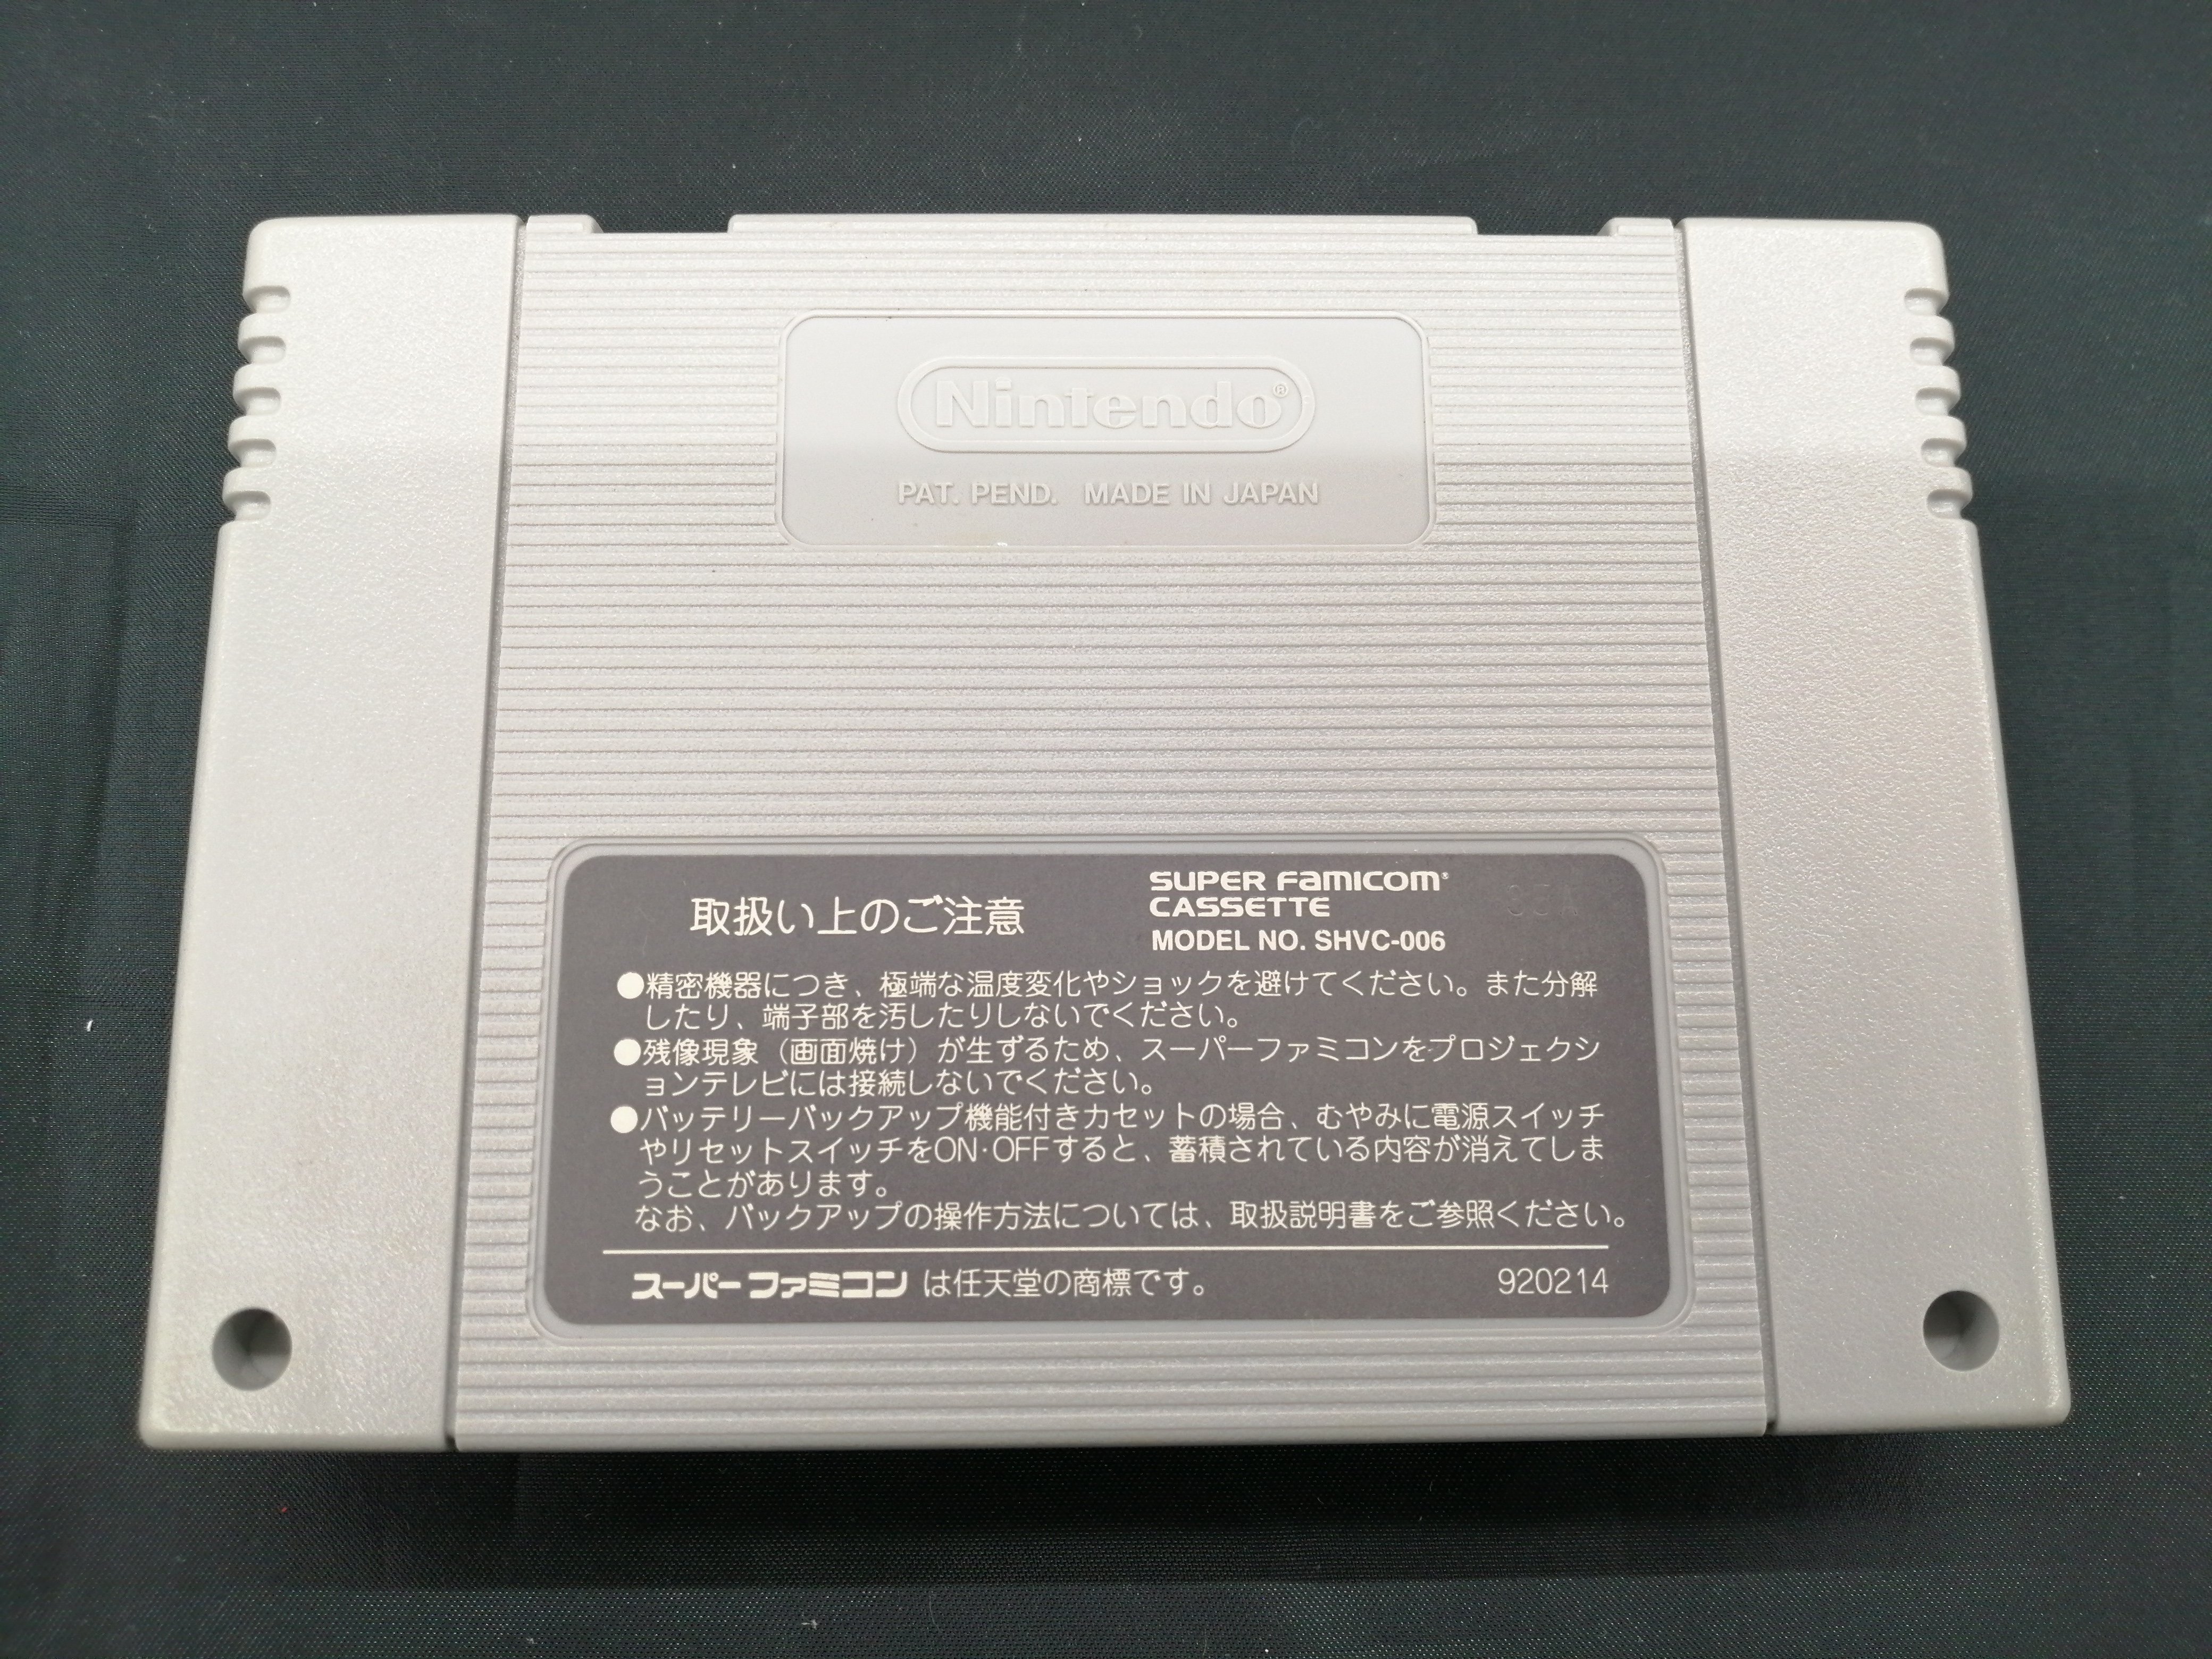 Nintendo®
PAT. PEND. MADE IN JAPAN
取扱い上のご注意
SUPER FAMICOM®
CASSETTE
MODEL NO. SHVC-006
●精密機器につき、極端な温度変化やショックを避けてください。また分解
したり、端子部を汚したりしないでください。
●残像現象（画面焼け）が生ずるため、スーパーファミコンをプロジェクシ
ョンテレビには接続しないでください。
●バッテリーバックアップ機能付きカセットの場合、むやみに電源スイッチ
やリセットスイッチをON・OFFすると、蓄積されている内容が消えてしま
うことがあります。
なお、バックアップの操作方法については、取扱説明書をご参照ください。
スーパーファミコン は任天堂の商標です。
920214